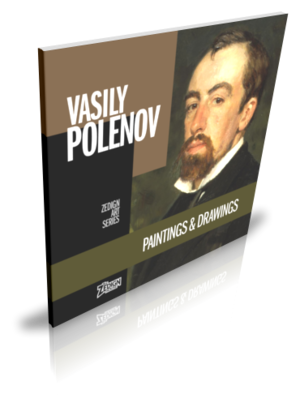 VASILY
POLENOV
ZEDIGN
ART
SERIES
PAINTINGS & DRAWINGS